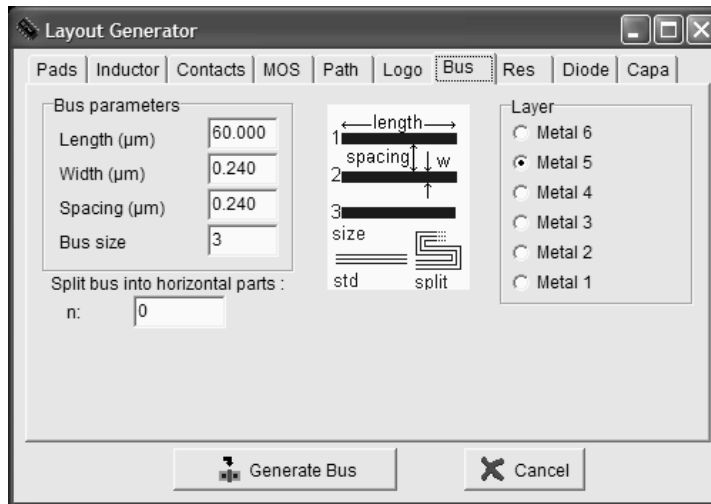 Layout Generator
Pads Inductor Contacts MOS Path Logo Bus Res Diode Capa
Bus parameters
Length (µm) 60.000
Width (µm) 0.240
Spacing (µm) 0.240
Bus size 3
Split bus into horizontal parts :
n: 0
length
1
spacing w
2
3
size
std split
Layer
Metal 6
Metal 5
Metal 4
Metal 3
Metal 2
Metal 1
Generate Bus Cancel